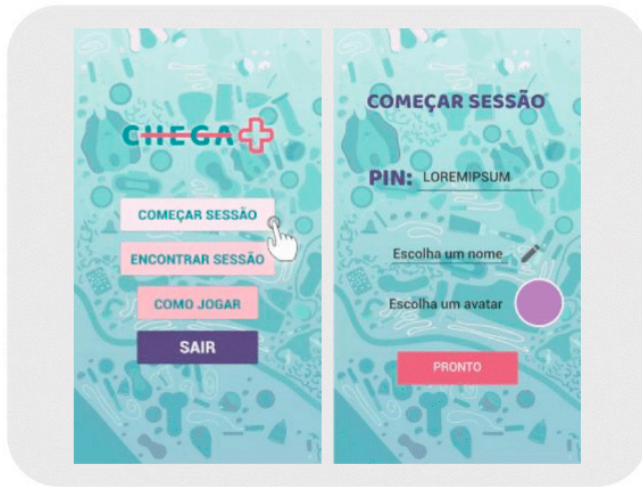 CHEGA+
COMEÇAR SESSÃO
ENCONTRAR SESSÃO
COMO JOGAR
SAIR
COMEÇAR SESSÃO
PIN: LOREMIPSUM
Escolha um nome
Escolha um avatar
PRONTO